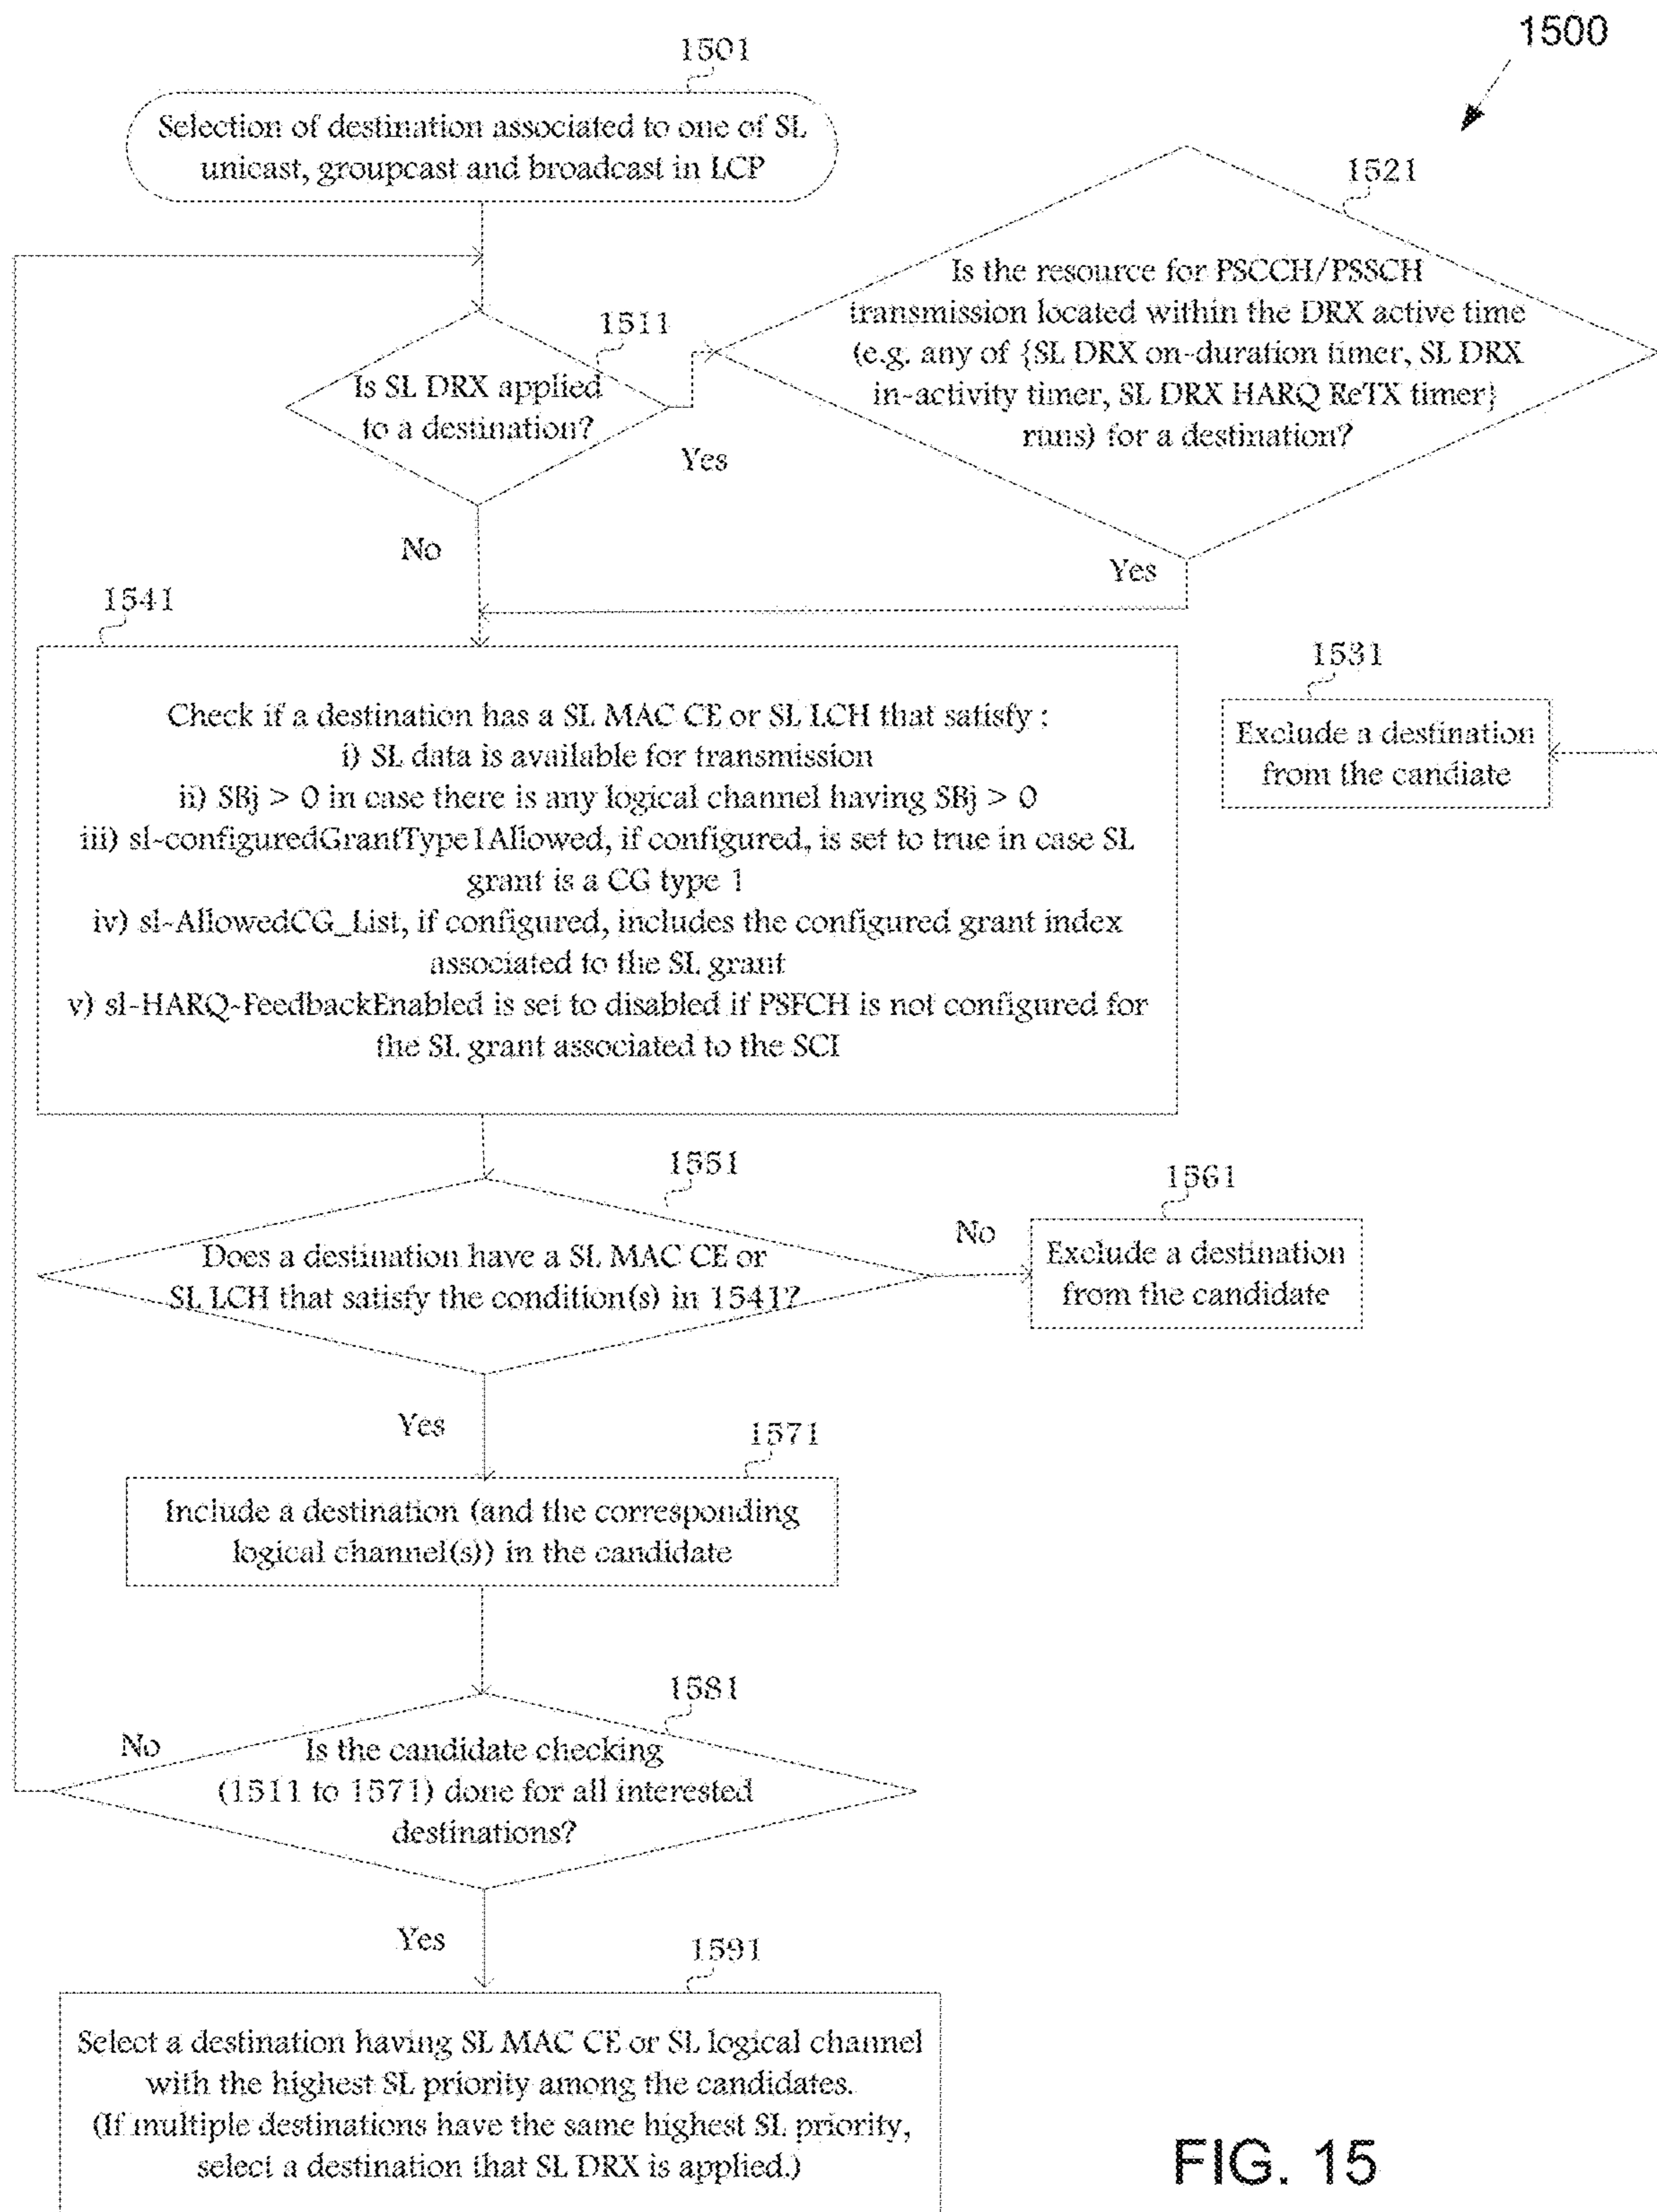 1500
1501
Selection of destination associated to one of SL
unicast, groupcast and broadcast in LCP
1521
Is the resource for PSCCH/PSSCH
transmission located within the DRX active time
(e.g. any of {SL DRX on-duration timer, SL DRX
in-activity timer, SL DRX HARQ ReTX timer}
runs) for a destination?
1511
Is SL DRX applied
to a destination?
Yes
No
Yes
1541
Check if a destination has a SL MAC CE or SL LCH that satisfy :
i) SL data is available for transmission
ii) SBj > 0 in case there is any logical channel having SBj > 0
iii) sl-configuredGrantType1Allowed, if configured, is set to true in case SL
grant is a CG type 1
iv) sl-AllowedCG_List, if configured, includes the configured grant index
associated to the SL grant
v) sl-HARQ-FeedbackEnabled is set to disabled if PSFCH is not configured for
the SL grant associated to the SCI
1531
Exclude a destination
from the candiate
1551
Does a destination have a SL MAC CE or
SL LCH that satisfy the condition(s) in 1541?
No
1561
Exclude a destination
from the candidate
Yes
1571
Include a destination (and the corresponding
logical channel(s)) in the candidate
1581
No
Is the candidate checking
(1511 to 1571) done for all interested
destinations?
Yes
1591
Select a destination having SL MAC CE or SL logical channel
with the highest SL priority among the candidates.
(If multiple destinations have the same highest SL priority,
select a destination that SL DRX is applied.)
FIG. 15